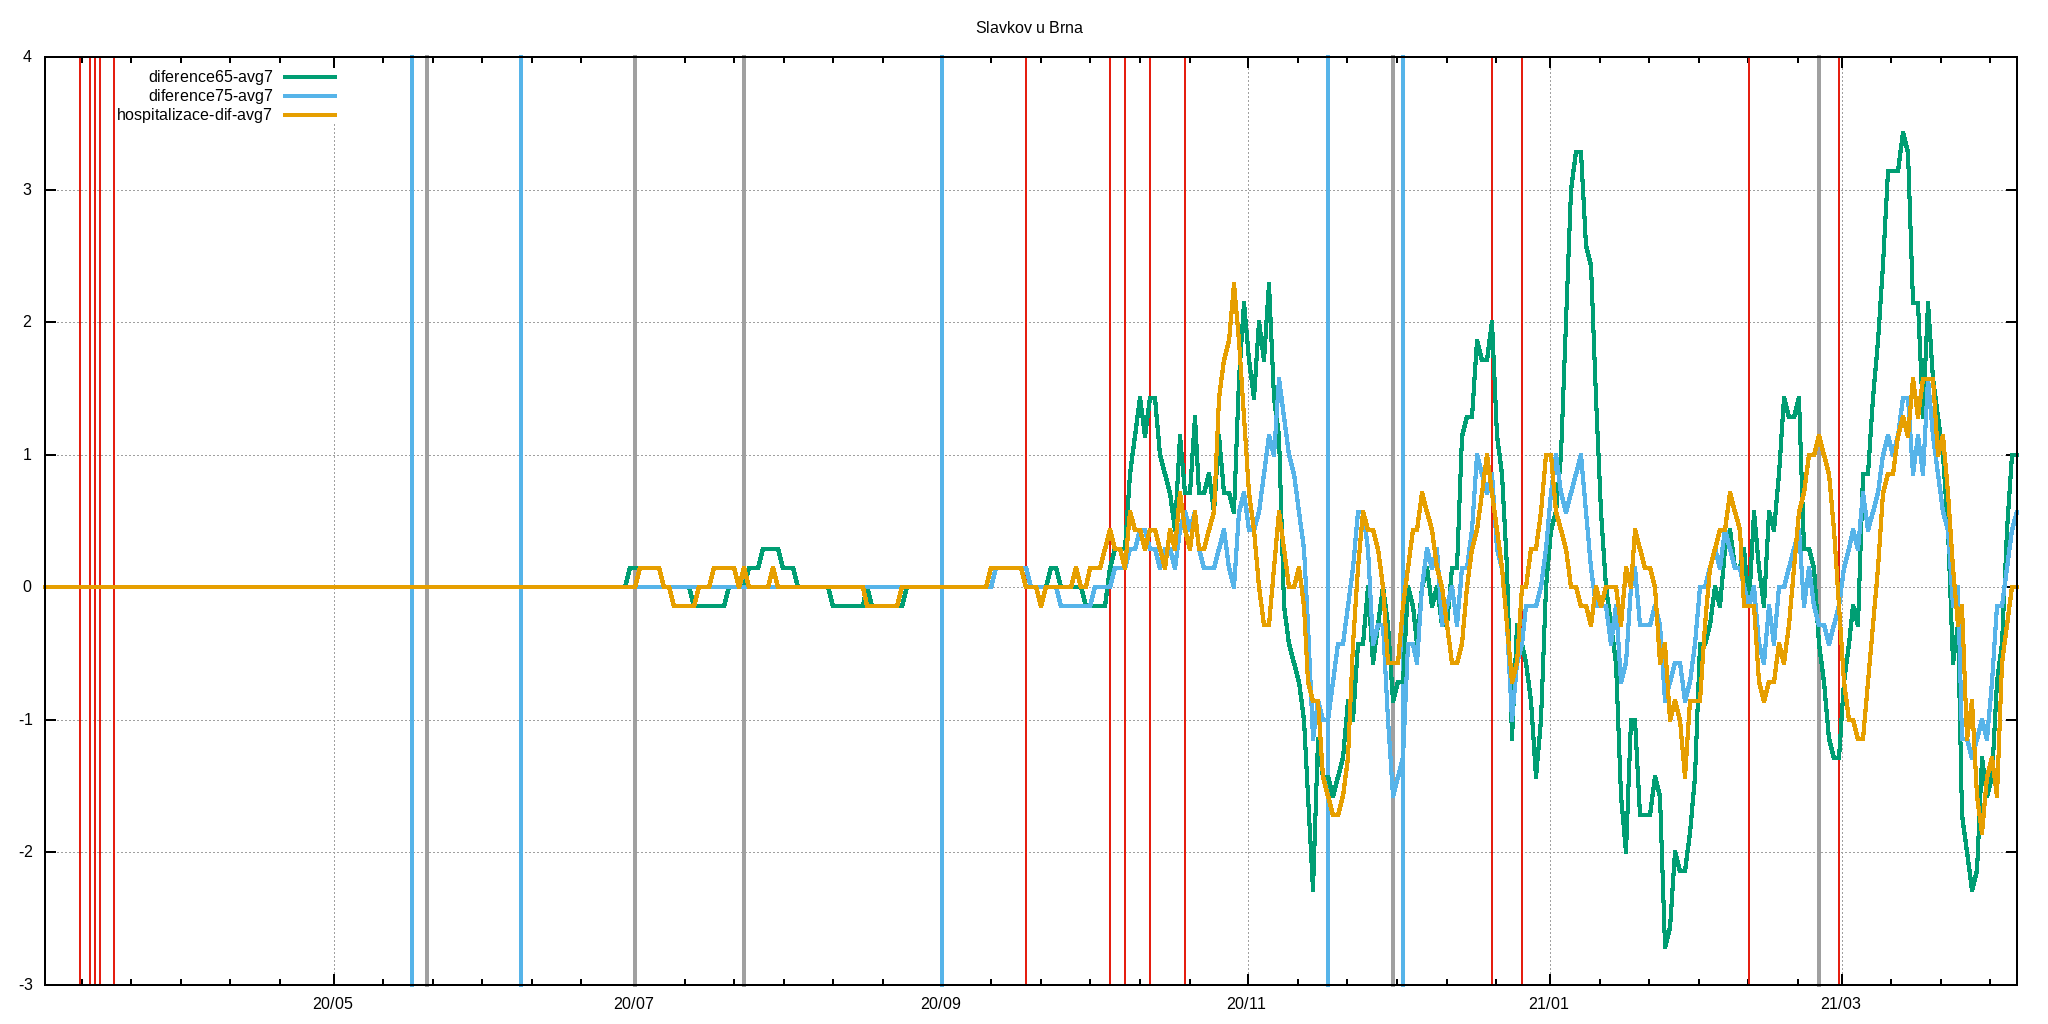 Slavkov u Brna
4
diference65-avg7
diference75-avg7
hospitalizace-dif-avg7
3
2
1
0
-1
-2
-3
20/05 20/07 20/09 20/11 21/01 21/03